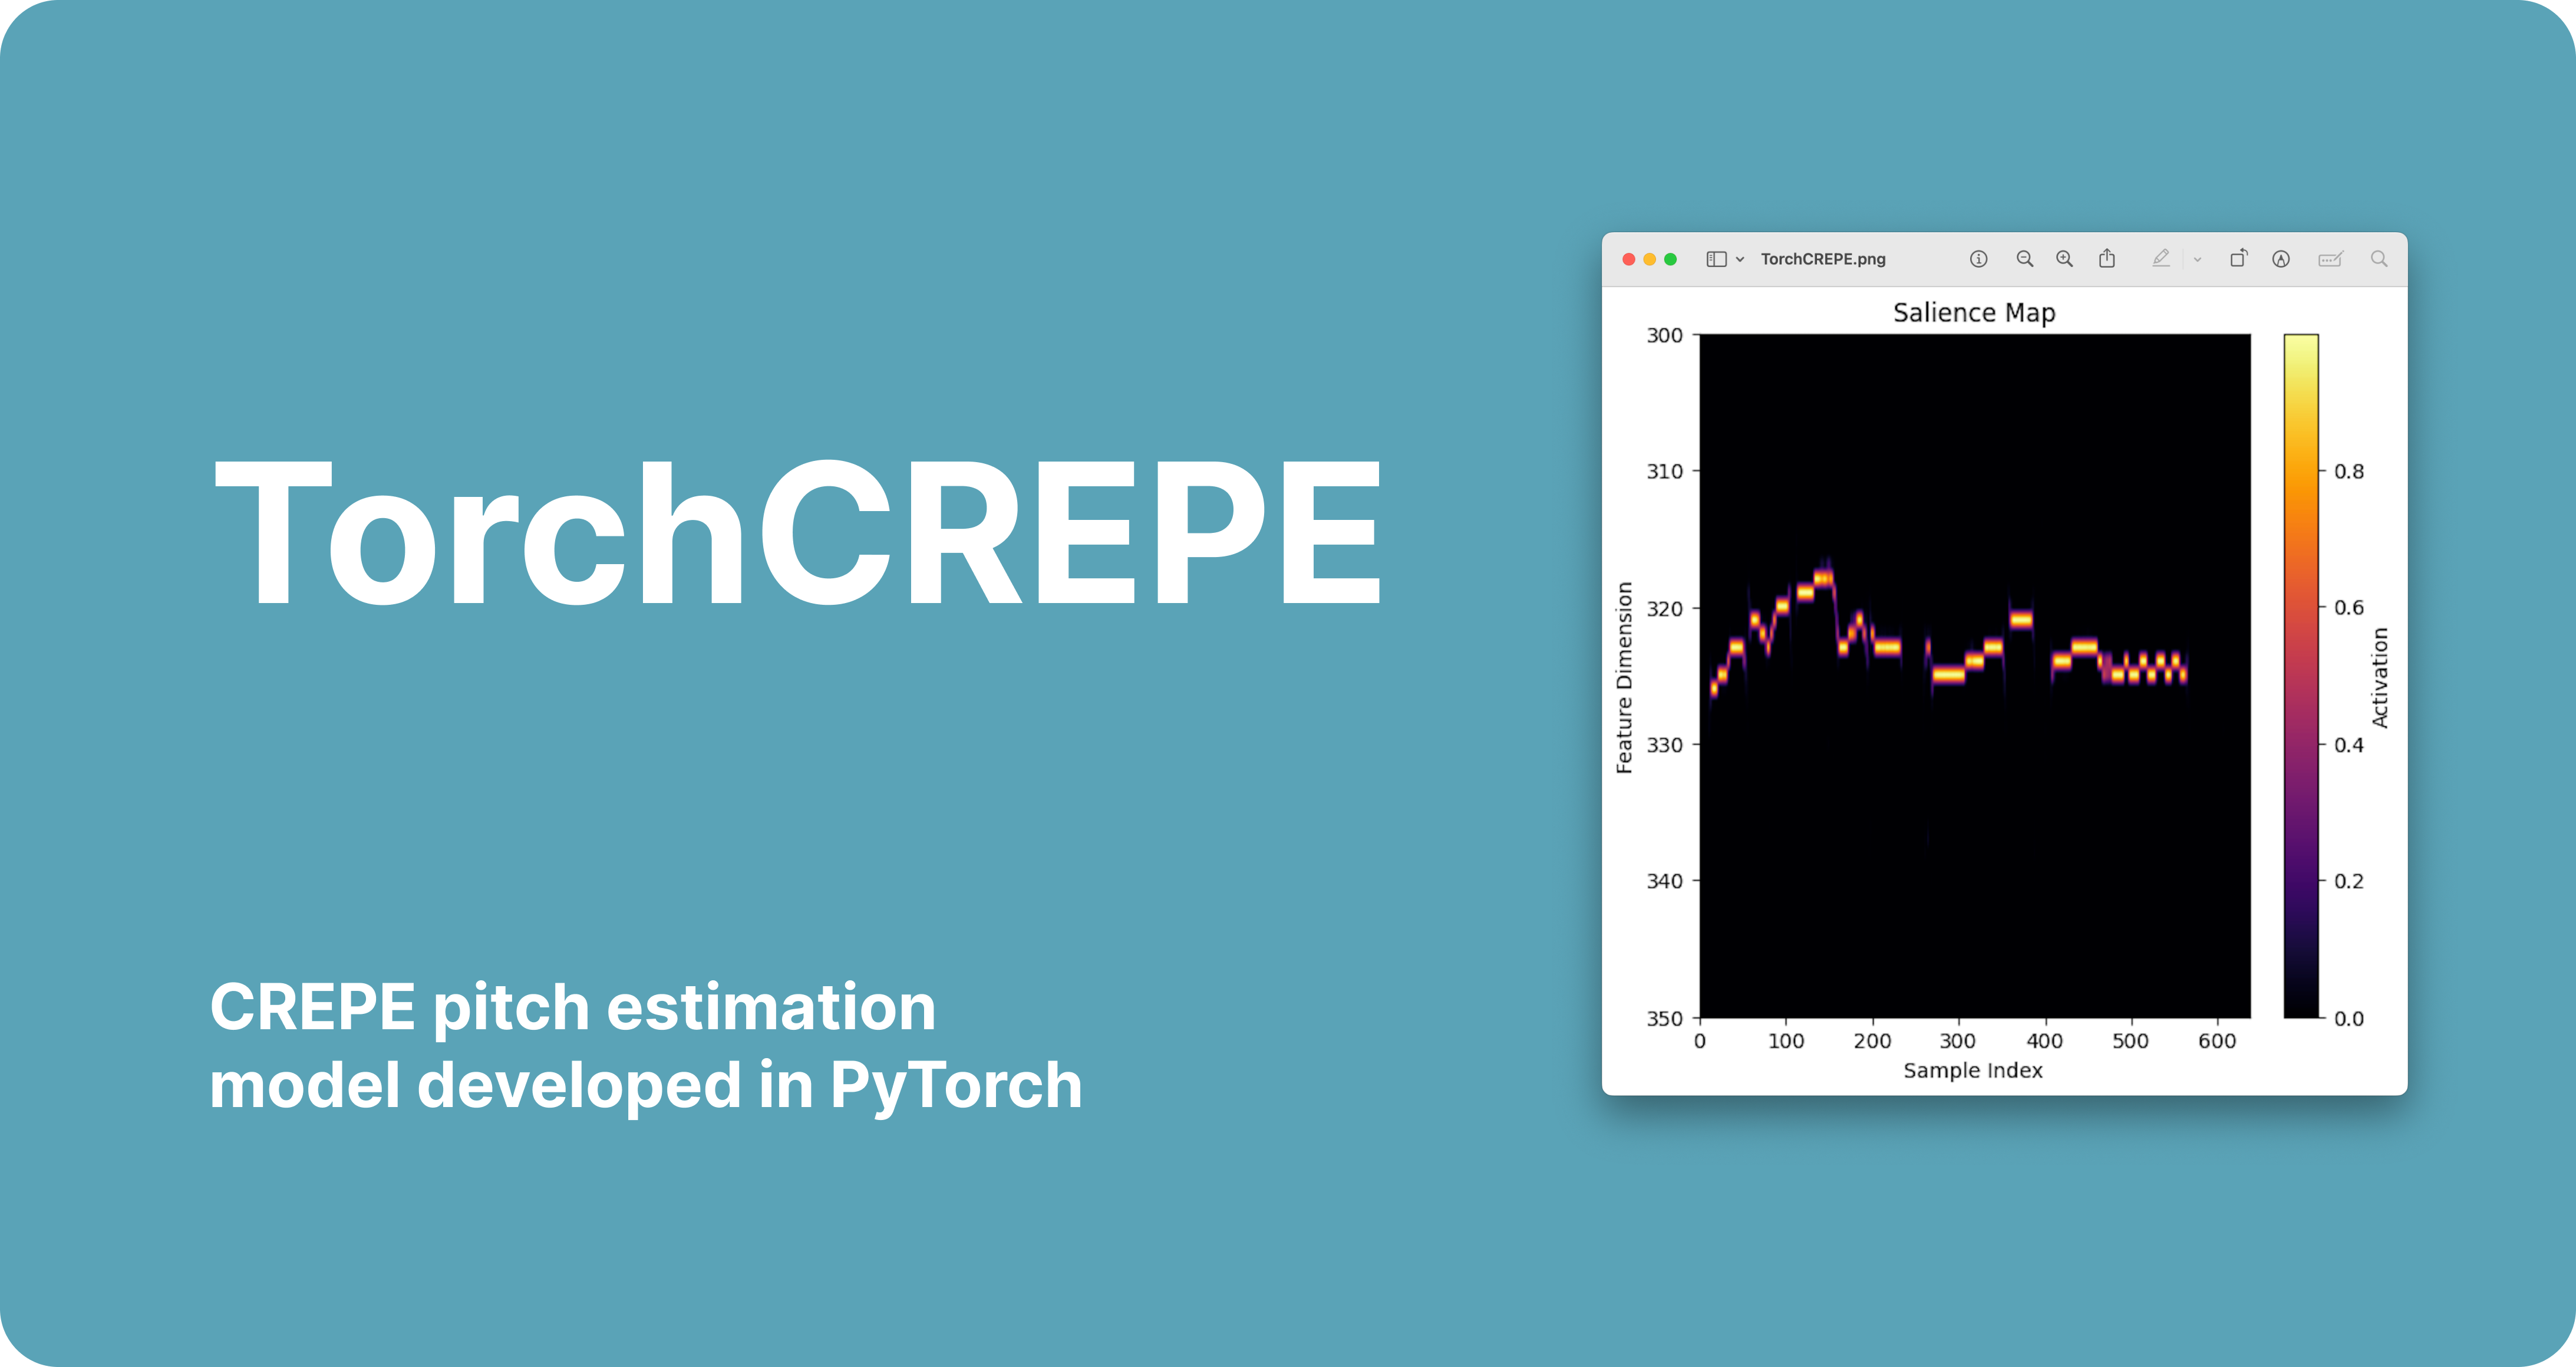 TorchCREPE
CREPE pitch estimation
model developed in PyTorch
TorchCREPE.png
Salience Map
300
310
320
330
340
350
Feature Dimension
0 100 200 300 400 500 600
Sample Index
0.8
0.6
0.4
0.2
0.0
Activation